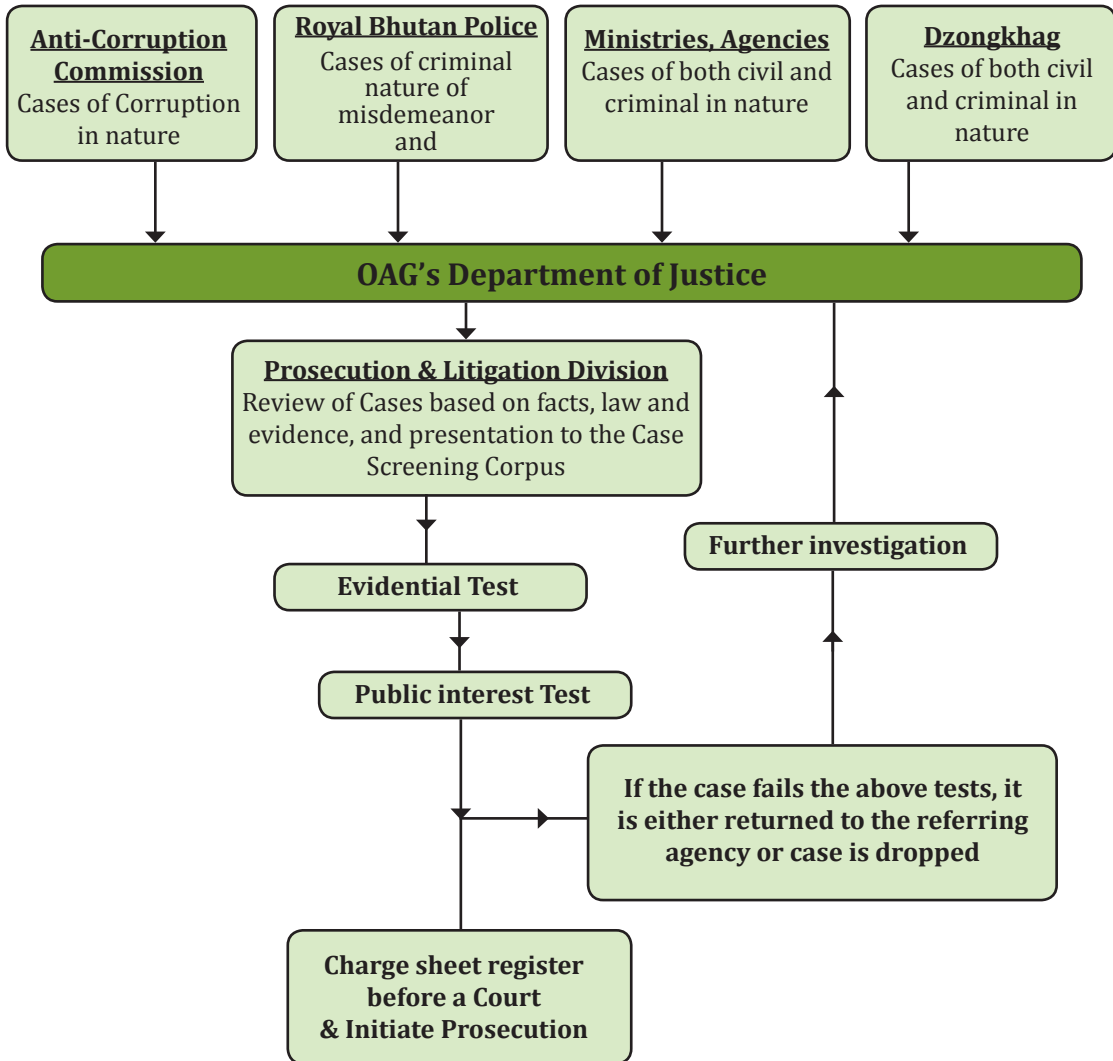 Anti-Corruption
Commission
Cases of Corruption
in nature
Royal Bhutan Police
Cases of criminal
nature of
misdemeanor
and
Ministries, Agencies
Cases of both civil and
criminal in nature
Dzongkhag
Cases of both civil
and criminal in
nature
OAG's Department of Justice
Prosecution & Litigation Division
Review of Cases based on facts, law and
evidence, and presentation to the Case
Screening Corpus
Further investigation
Evidential Test
Public interest Test
If the case fails the above tests, it
is either returned to the referring
agency or case is dropped
Charge sheet register
before a Court
& Initiate Prosecution